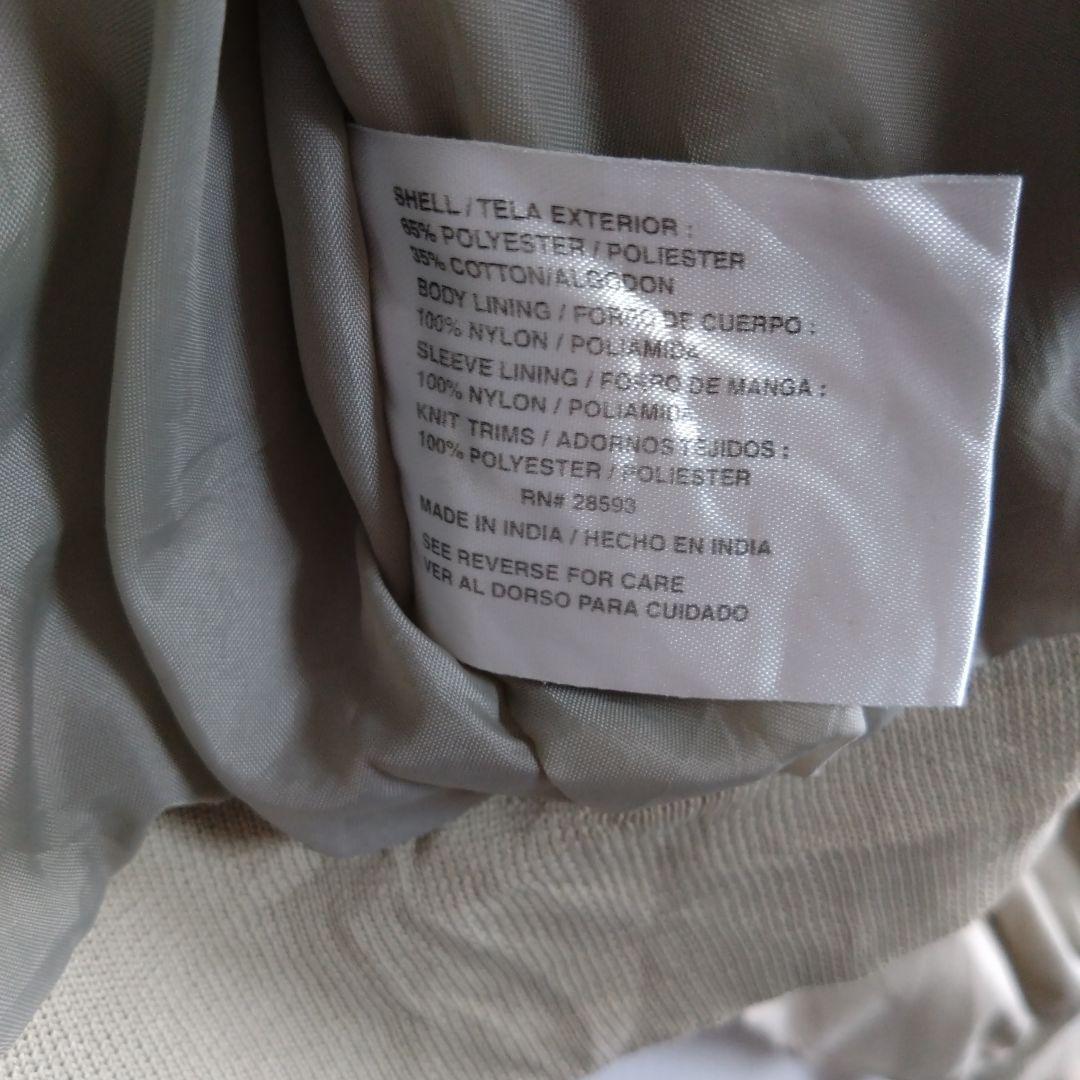 SHELL / TELA EXTERIOR :
65% POLYESTER / POLIESTER
35% COTTON/ALGODON
BODY LINING / FORRO DE CUERPO :
100% NYLON / POLIAMIDA
SLEEVE LINING / FORRO DE MANGA :
100% NYLON / POLIAMIDA
KNIT TRIMS / ADORNOS TEJIDOS :
100% POLYESTER / POLIESTER
RN# 28593
MADE IN INDIA / HECHO EN INDIA
SEE REVERSE FOR CARE
VER AL DORSO PARA CUIDADO